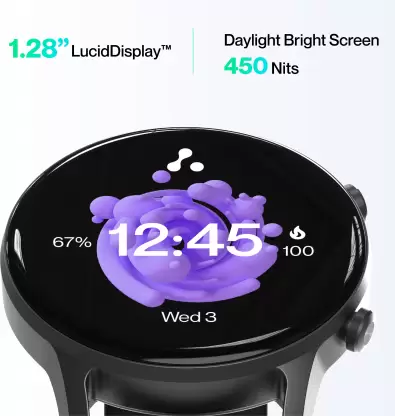 1.28” LucidDisplay™
Daylight Bright Screen
450 Nits
67%
12:45
100
Wed 3